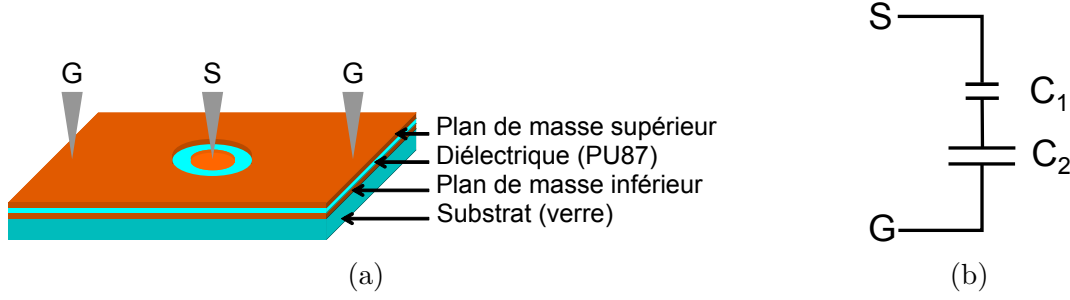 G
S
G
Plan de masse supérieur
Diélectrique (PU87)
Plan de masse inférieur
Substrat (verre)
(a)
S
C1
C2
G
(b)